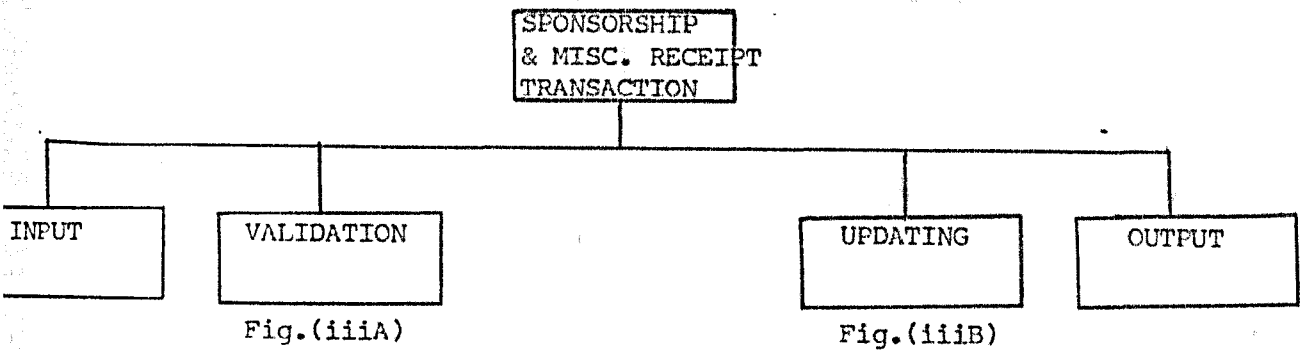 SPONSORSHIP
& MISC. RECEIPT
TRANSACTION
INPUT
VALIDATION
UPDATING
OUTPUT
Fig.(iiiA)
Fig.(iiiB)